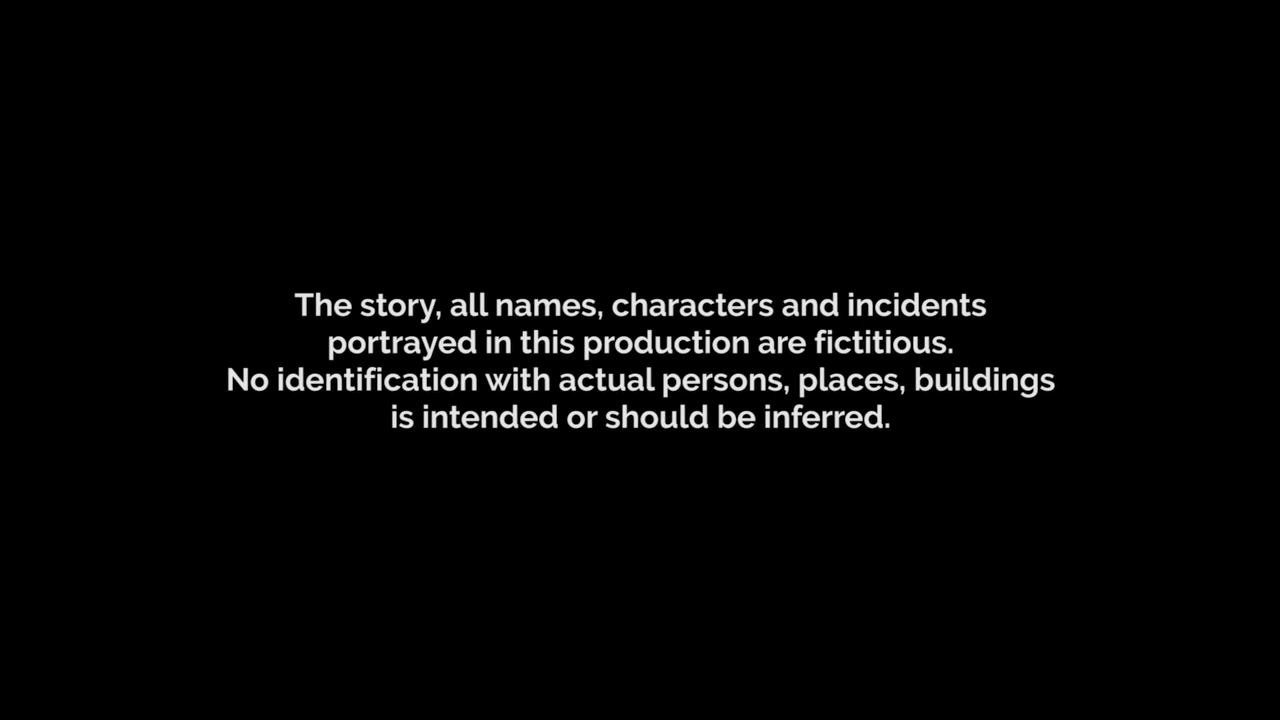 The story, all names, characters and incidents
portrayed in this production are fictitious.
No identification with actual persons, places, buildings
is intended or should be inferred.